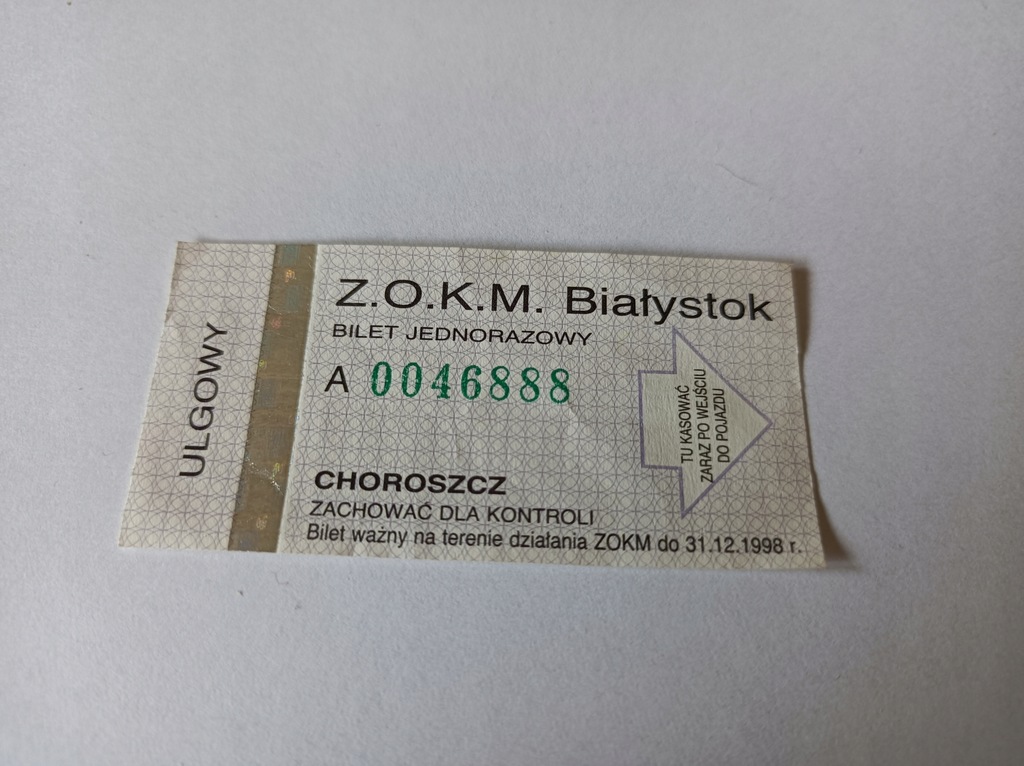 ULGOWY
Z.O.K.M. Białystok
BILET JEDNORAZOWY
A 0046888
TU KASOWAĆ
ZARAZ PO WEJŚCIU
DO POJAZDU
CHOROSZCZ
ZACHOWAĆ DLA KONTROLI
Bilet ważny na terenie działania ZOKM do 31.12.1998 r.